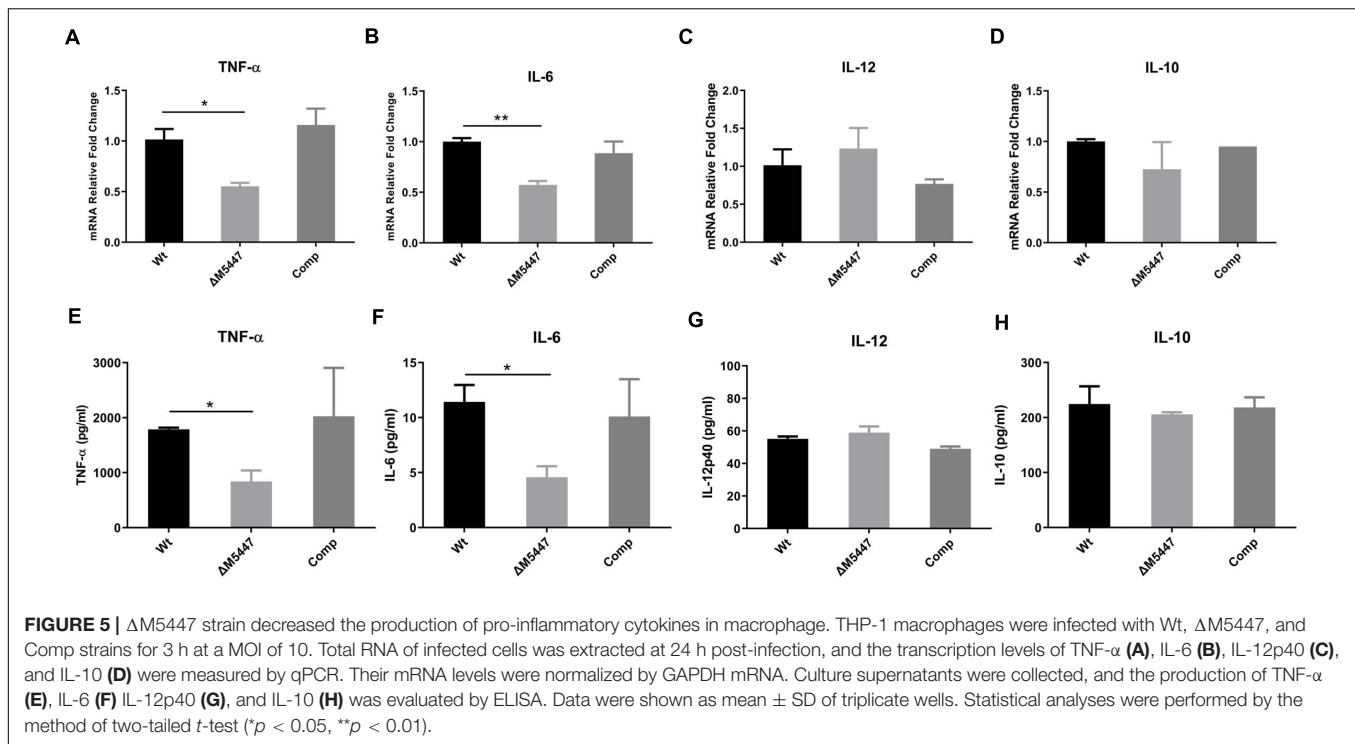 A
TNF-α
mRNA Relative Fold Change
1.5
1.0
0.5
0.0
*
Wt
ΔM5447
Comp
B
IL-6
mRNA Relative Fold Change
1.5
1.0
0.5
0.0
**
Wt
ΔM5447
Comp
C
IL-12
mRNA Relative Fold Change
2.0
1.5
1.0
0.5
0.0
Wt
ΔM5447
Comp
D
IL-10
mRNA Relative Fold Change
1.5
1.0
0.5
0.0
Wt
ΔM5447
Comp
E
TNF-α
TNF-α (pg/ml)
3000
2000
1000
0
*
Wt
ΔM5447
Comp
F
IL-6
IL-6 (pg/ml)
15
10
5
0
*
Wt
ΔM5447
Comp
G
IL-12
IL-12p40 (pg/ml)
100
80
60
40
20
0
Wt
ΔM5447
Comp
H
IL-10
IL-10 (pg/ml)
300
200
100
0
Wt
ΔM5447
Comp
FIGURE 5 | ΔM5447 strain decreased the production of pro-inflammatory cytokines in macrophage. THP-1 macrophages were infected with Wt, ΔM5447, and
Comp strains for 3 h at a MOI of 10. Total RNA of infected cells was extracted at 24 h post-infection, and the transcription levels of TNF-α (A), IL-6 (B), IL-12p40 (C),
and IL-10 (D) were measured by qPCR. Their mRNA levels were normalized by GAPDH mRNA. Culture supernatants were collected, and the production of TNF-α
(E), IL-6 (F) IL-12p40 (G), and IL-10 (H) was evaluated by ELISA. Data were shown as mean ± SD of triplicate wells. Statistical analyses were performed by the
method of two-tailed t-test (*p < 0.05, **p < 0.01).